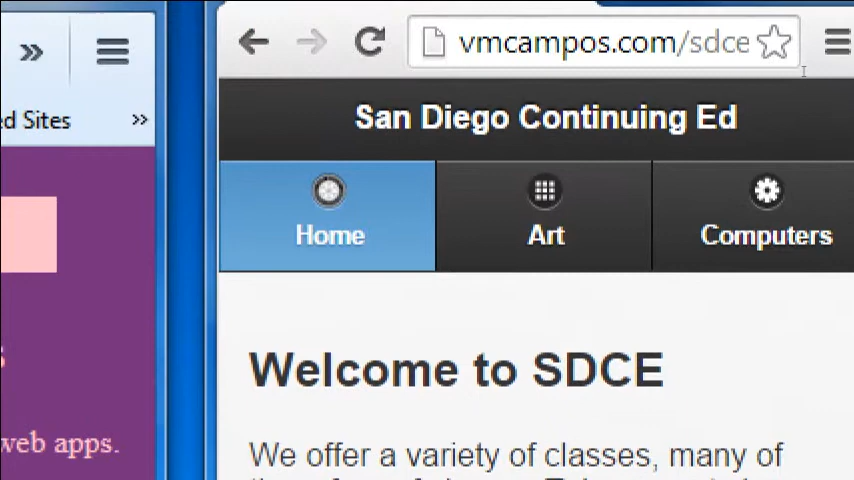 ed Sites
s
web apps.
vmcampos.com/sdce
San Diego Continuing Ed
Home
Art
Computers
Welcome to SDCE
We offer a variety of classes, many of